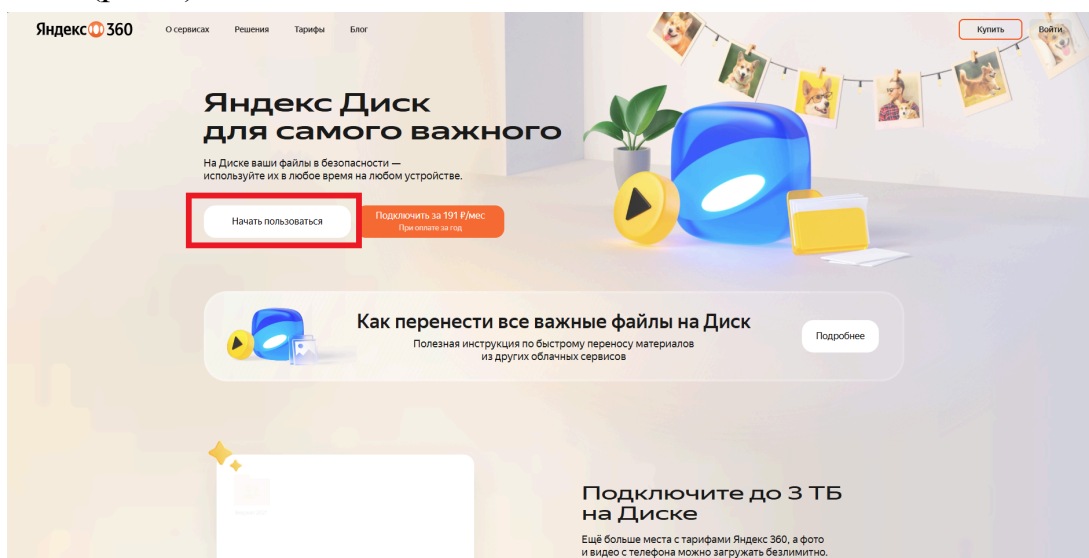 Яндекс 360
О сервисах
Решения
Тарифы
Блог
Купить
Войти
Яндекс Диск
для самого важного
На Диске ваши файлы в безопасности —
используйте их в любое время на любом устройстве.
Начать пользоваться
Подключить за 191 ₽/мес
При оплате за год
Как перенести все важные файлы на Диск
Полезная инструкция по быстрому переносу материалов
из других облачных сервисов
Подробнее
Подключите до 3 ТБ
на Диске
Ещё больше места с тарифами Яндекс 360, а фото
и видео с телефона можно загружать безлимитно.